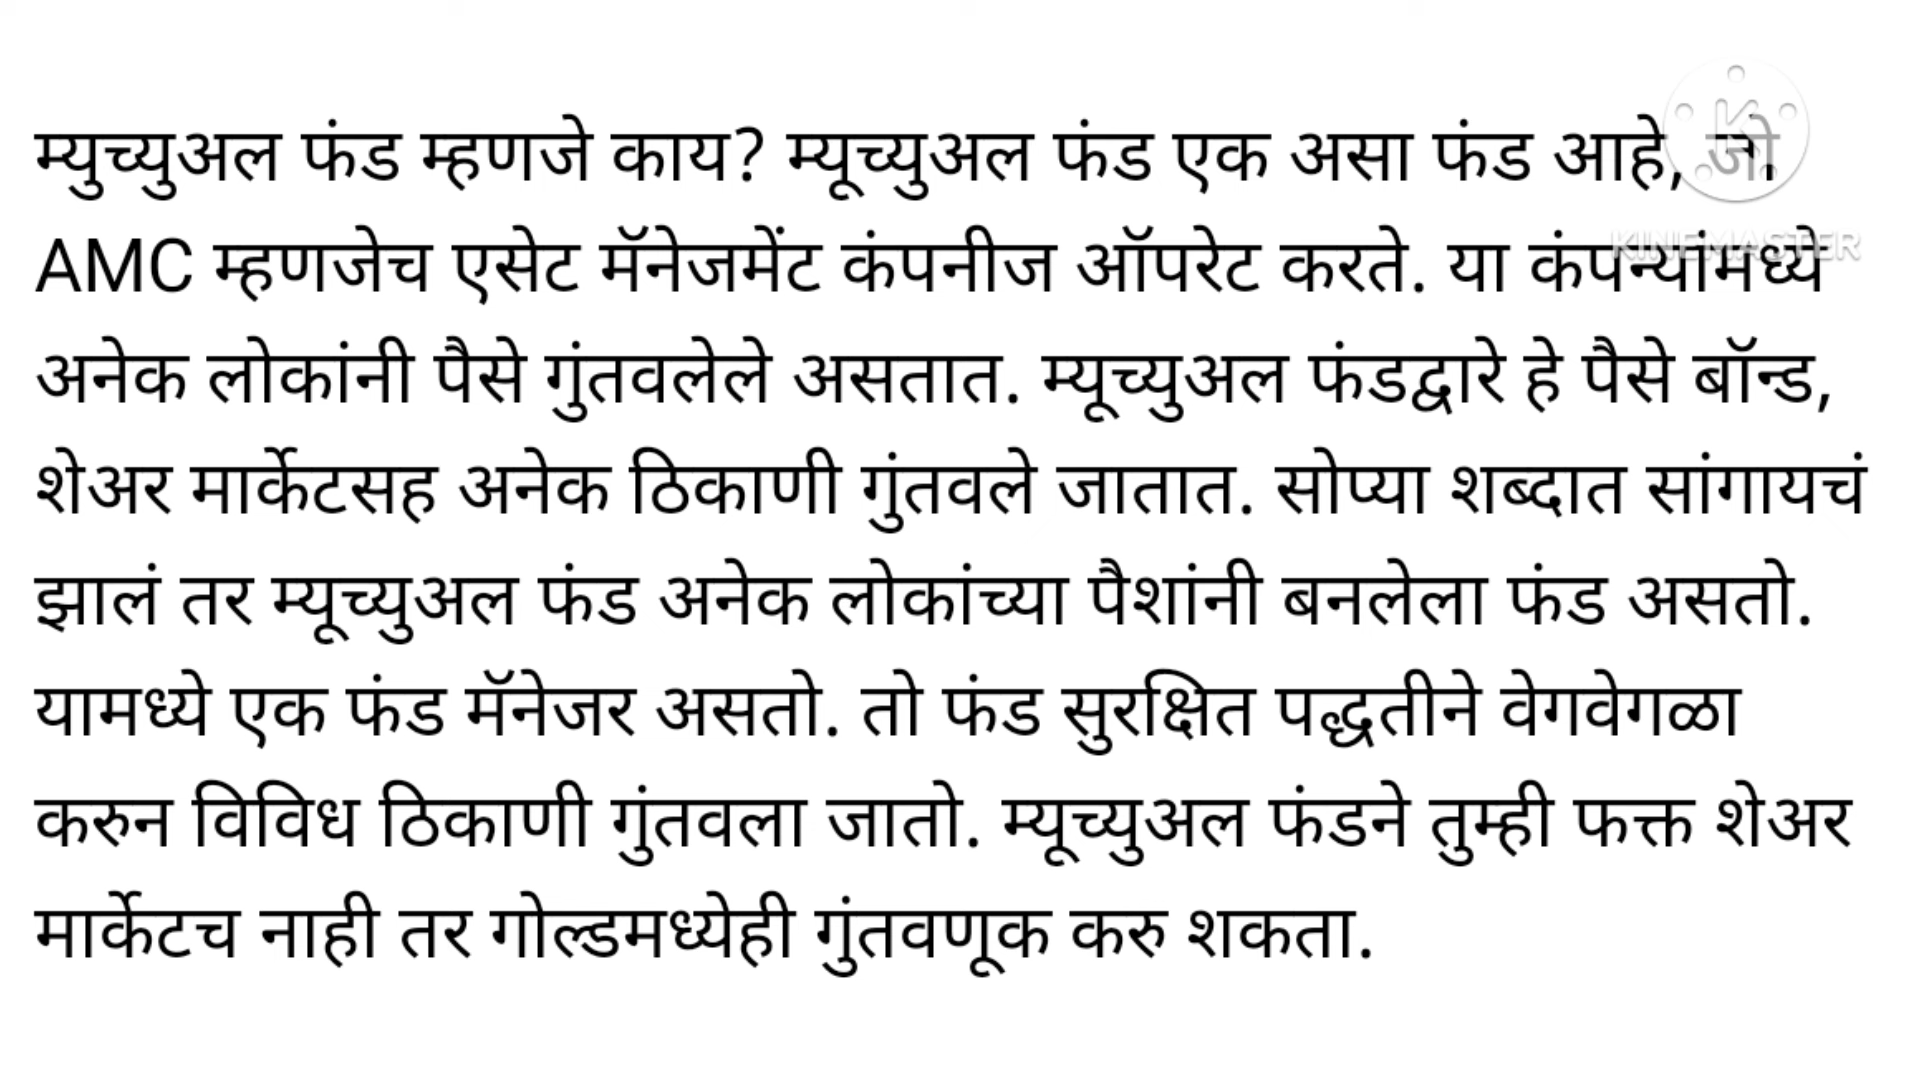 म्युच्युअल फंड म्हणजे काय? म्यूच्युअल फंड एक असा फंड आहे, जो
AMC म्हणजेच एसेट मॅनेजमेंट कंपनीज ऑपरेट करते. या कंपन्यांमध्ये
KINEMASTER
अनेक लोकांनी पैसे गुंतवलेले असतात. म्यूच्युअल फंडद्वारे हे पैसे बॉन्ड,
शेअर मार्केटसह अनेक ठिकाणी गुंतवले जातात. सोप्या शब्दात सांगायचं
झालं तर म्यूच्युअल फंड अनेक लोकांच्या पैशांनी बनलेला फंड असतो.
यामध्ये एक फंड मॅनेजर असतो. तो फंड सुरक्षित पद्धतीने वेगवेगळा
करुन विविध ठिकाणी गुंतवला जातो. म्यूच्युअल फंडने तुम्ही फक्त शेअर
मार्केटच नाही तर गोल्डमध्येही गुंतवणूक करु शकता.